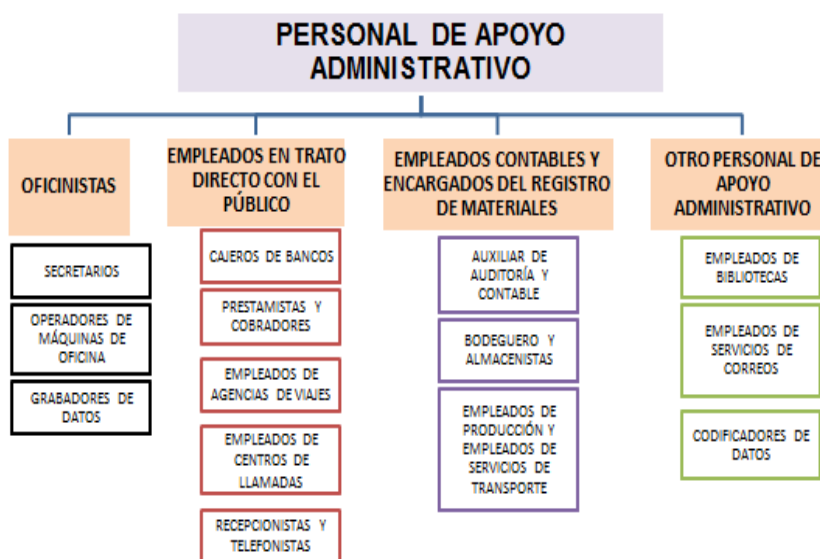 PERSONAL DE APOYO
ADMINISTRATIVO
OFICINISTAS
SECRETARIOS
OPERADORES DE
MÁQUINAS DE
OFICINA
GRABADORES DE
DATOS
EMPLEADOS EN TRATO
DIRECTO CON EL
PÚBLICO
CAJEROS DE BANCOS
PRESTAMISTAS Y
COBRADORES
EMPLEADOS DE
AGENCIAS DE VIAJES
EMPLEADOS DE
CENTROS DE
LLAMADAS
RECEPCIONISTAS Y
TELEFONISTAS
EMPLEADOS CONTABLES Y
ENCARGADOS DEL REGISTRO
DE MATERIALES
AUXILIAR DE
AUDITORÍA Y
CONTABLE
BODEGUERO Y
ALMACENISTAS
EMPLEADOS DE
PRODUCCIÓN Y
EMPLEADOS DE
SERVICIOS DE
TRANSPORTE
OTRO PERSONAL DE
APOYO
ADMINISTRATIVO
EMPLEADOS DE
BIBLIOTECAS
EMPLEADOS DE
SERVICIOS DE
CORREOS
CODIFICADORES DE
DATOS